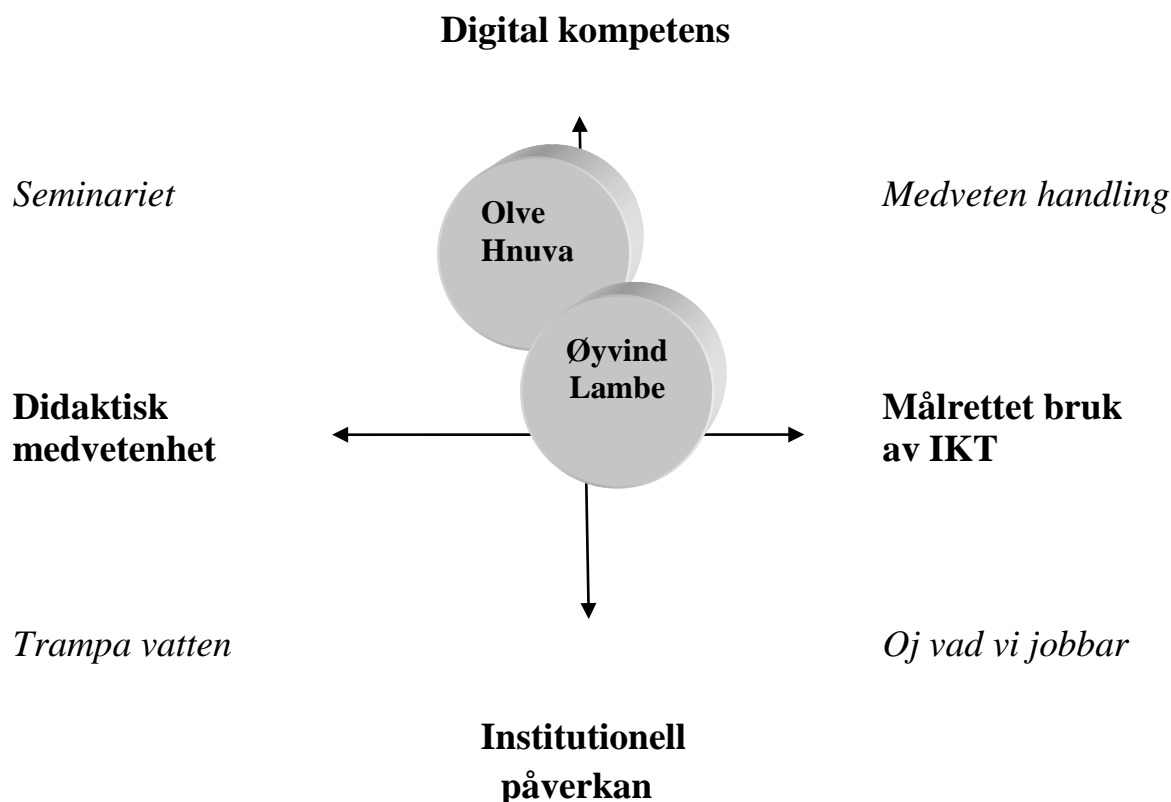 Digital kompetens
Seminariet
Medveten handling
Olve
Hnuva
Øyvind
Lambe
Didaktisk
medvetenhet
Målrettet bruk
av IKT
Trampa vatten
Oj vad vi jobbar
Institutionell
påverkan